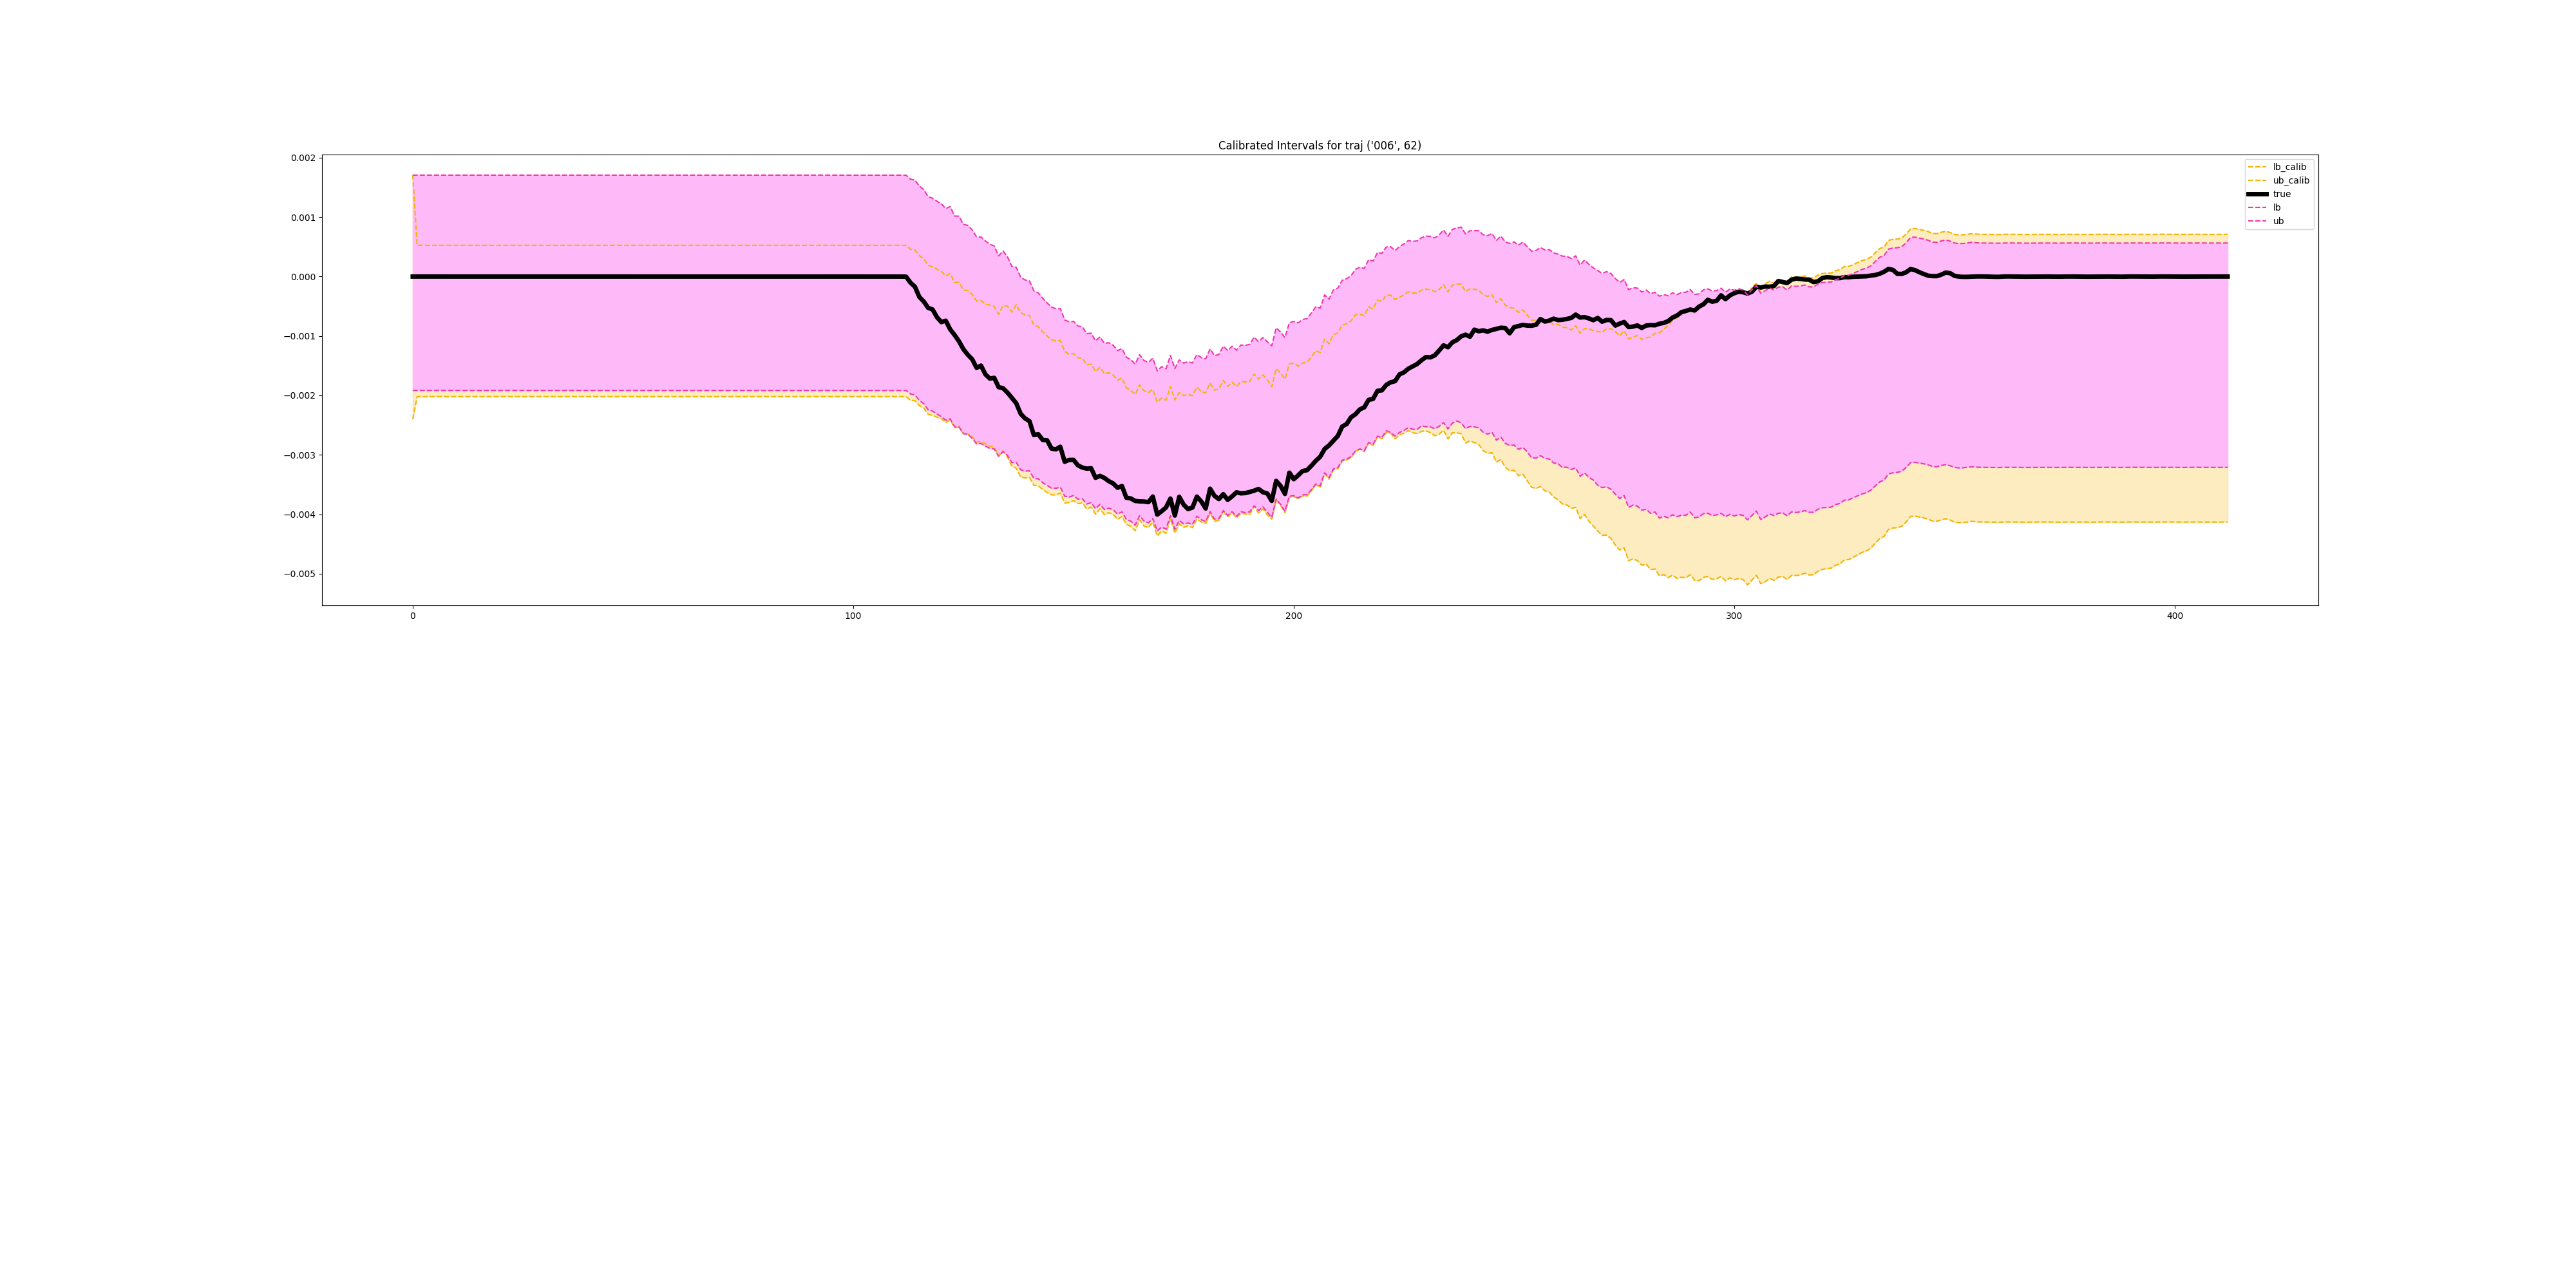 Calibrated Intervals for traj ('006', 62)
0.002
0.001
0.000
−0.001
−0.002
−0.003
−0.004
−0.005
lb_calib
ub_calib
true
lb
ub
0
100
200
300
400